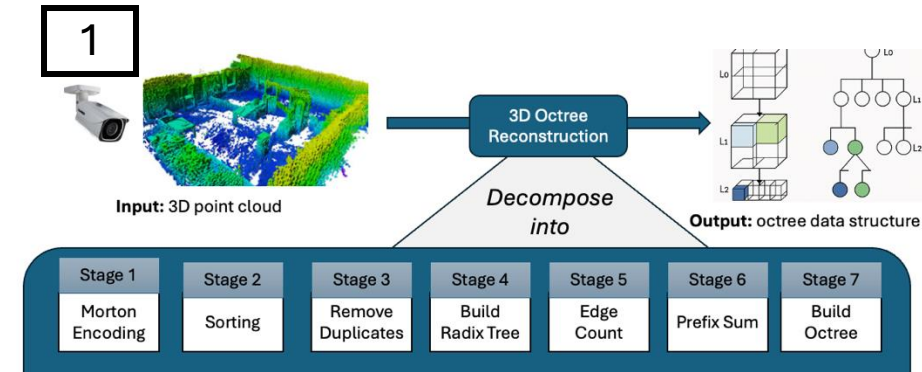 1
3D Octree
Reconstruction
L0
L1
L2
L0
L1
L2
Input: 3D point cloud
Decompose
into
Output: octree data structure
Stage 1
Morton
Encoding
Stage 2
Sorting
Stage 3
Remove
Duplicates
Stage 4
Build
Radix Tree
Stage 5
Edge
Count
Stage 6
Prefix Sum
Stage 7
Build
Octree